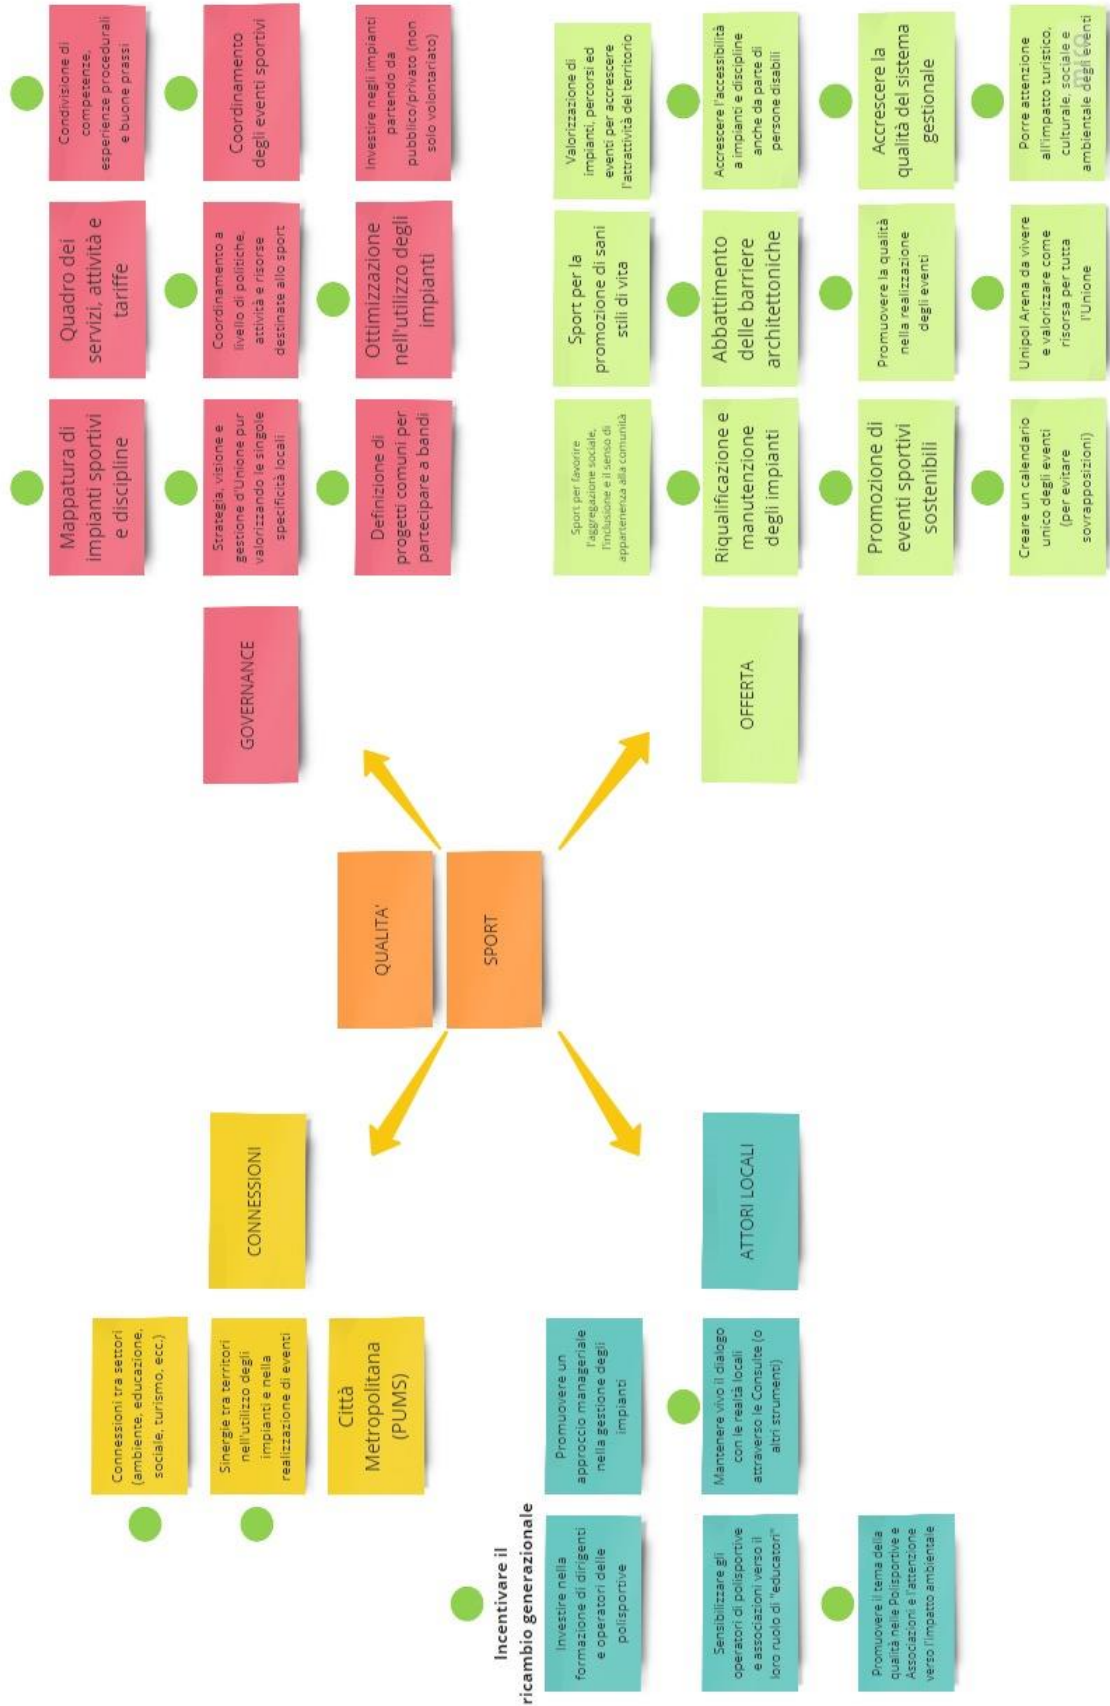 Connessioni tra settori
(ambiente, educazione,
sociale, turismo, ecc.)
Sinergie tra territori
nell'utilizzo degli
impianti e nella
realizzazione di eventi
Città
Metropolitana
(PUMS)
CONNESSIONI
QUALITA'
SPORT
GOVERNANCE
Mappatura di
impianti sportivi
e discipline
Quadro dei
servizi, attività e
tariffe
Condivisione di
competenze,
esperienze procedurali
e buone prassi
Strategia, visione e
gestione d'Unione pur
valorizzando le singole
specificità locali
Coordinamento a
livello di politiche,
attività e risorse
destinate allo sport
Coordinamento
degli eventi sportivi
Definizione di
progetti comuni per
partecipare a bandi
Ottimizzazione
nell'utilizzo degli
impianti
Investire negli impianti
partendo da
pubblico/privato (non
solo volontariato)
Incentivare il
ricambio generazionale
Investire nella
formazione di dirigenti
e operatori delle
polisportive
Promuovere un
approccio manageriale
nella gestione degli
impianti
Sensibilizzare gli
operatori di polisportive
e associazioni verso il
loro ruolo di "educatori"
Mantenere vivo il dialogo
con le realtà locali
attraverso le Consulte (o
altri strumenti)
Promuovere il tema della
qualità nelle Polisportive e
Associazioni e l'attenzione
verso l'impatto ambientale
ATTORI LOCALI
OFFERTA
Sport per favorire
l'aggregazione sociale,
l'inclusione e il senso di
appartenenza alla comunità
Sport per la
promozione di sani
stili di vita
Valorizzazione di
impianti, percorsi ed
eventi per accrescere
l'attrattività del territorio
Riqualificazione e
manutenzione
degli impianti
Abbattimento
delle barriere
architettoniche
Accrescere l'accessibilità
a impianti e discipline
anche da parte di
persone disabili
Promozione di
eventi sportivi
sostenibili
Promuovere la qualità
nella realizzazione
degli eventi
Accrescere la
qualità del sistema
gestionale
Creare un calendario
unico degli eventi
(per evitare
sovrapposizioni)
Unipol Arena da vivere
e valorizzare come
risorsa per tutta
l'Unione
Porre attenzione
all'impatto turistico,
culturale, sociale e
ambientale degli eventi
miro